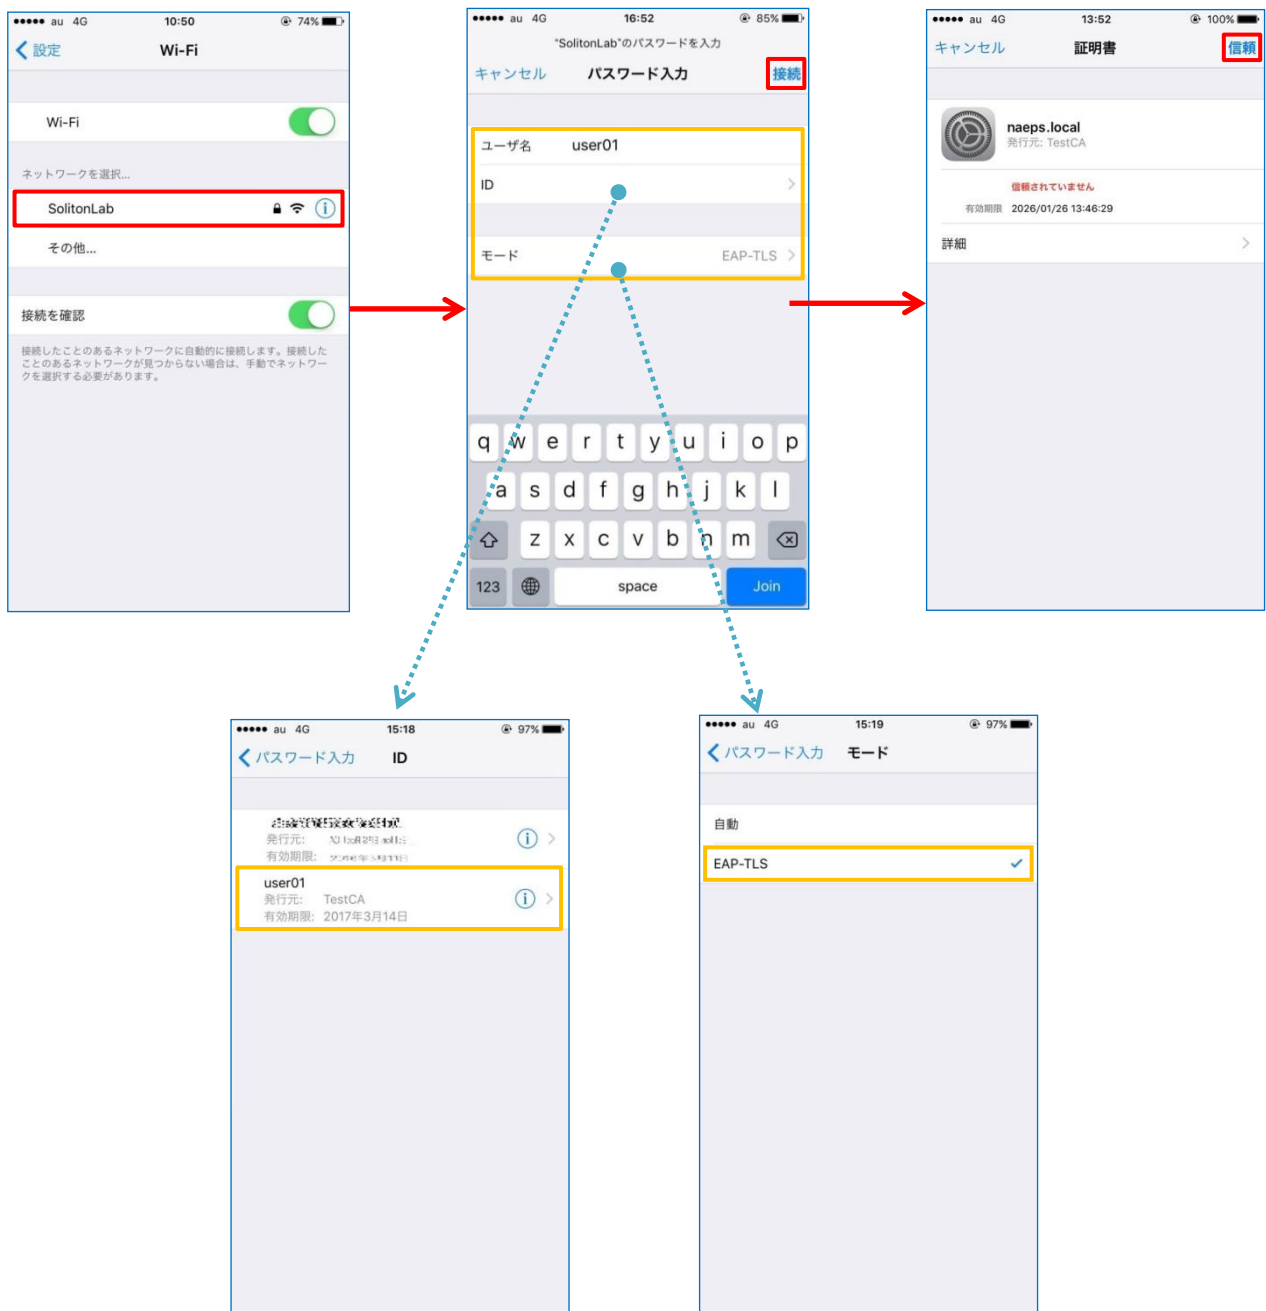 au 4G 10:50 74%
設定 Wi-Fi
Wi-Fi
ネットワークを選択...
SolitonLab
その他...
接続を確認
接続したことのあるネットワークに自動的に接続します。接続した
ことのあるネットワークが見つからない場合は、手動でネットワー
クを選択する必要があります。
au 4G 16:52 85%
"SolitonLab"のパスワードを入力
キャンセル パスワード入力 接続
ユーザ名 user01
ID
モード EAP-TLS
q w e r t y u i o p
a s d f g h j k l
z x c v b n m
123 space Join
au 4G 13:52 100%
キャンセル 証明書 信頼
naeps.local
発行元: TestCA
信頼されていません
有効期限 2026/01/26 13:46:29
詳細
au 4G 15:18 97%
パスワード入力 ID
発行元:
有効期限:
user01
発行元: TestCA
有効期限: 2017年3月14日
au 4G 15:19 97%
パスワード入力 モード
自動
EAP-TLS